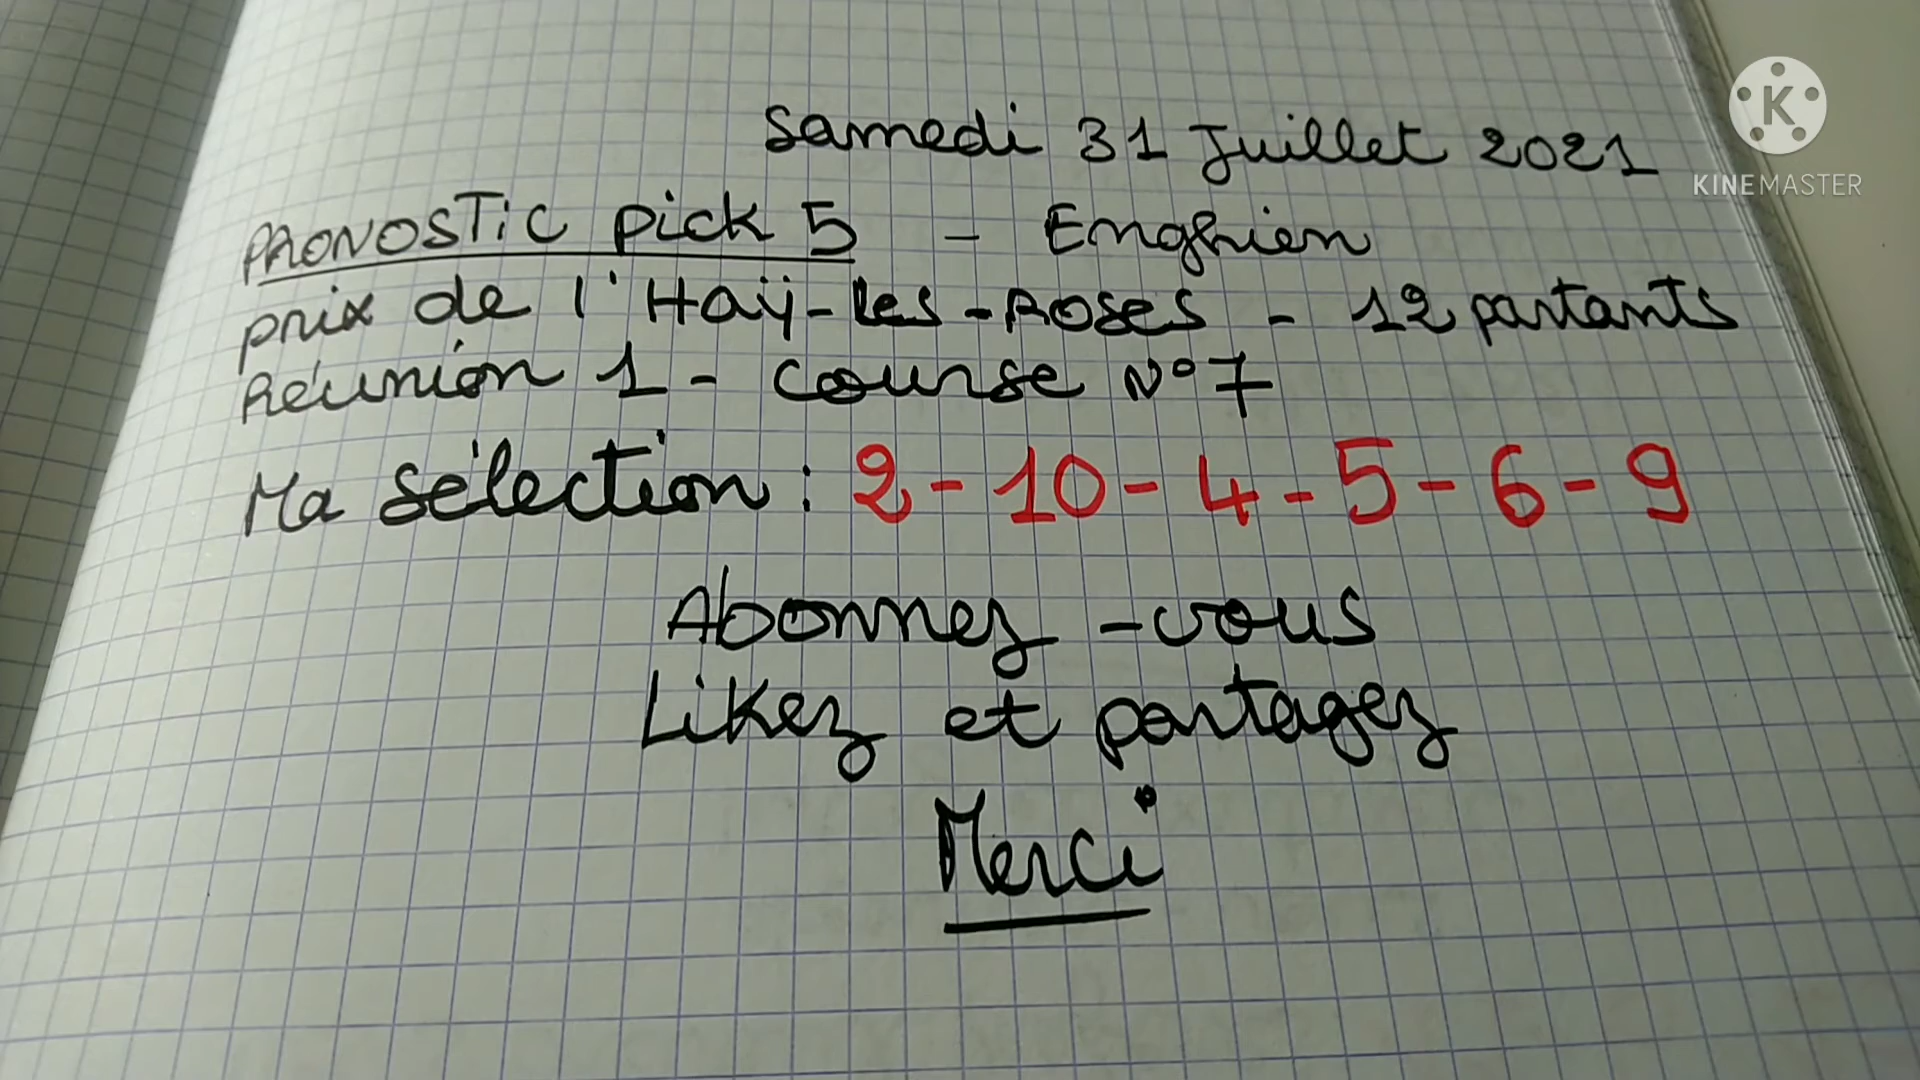 Samedi 31 Juillet 2021
PRONOSTIC Pick 5 - Enghien
prix de l'Haÿ-Les-Roses - 12 partants
Réunion 1 - course N°7
Ma sélection : 2 - 10 - 4 - 5 - 6 - 9
Abonnez-vous
Likez et partagez
Merci
K
KINEMASTER